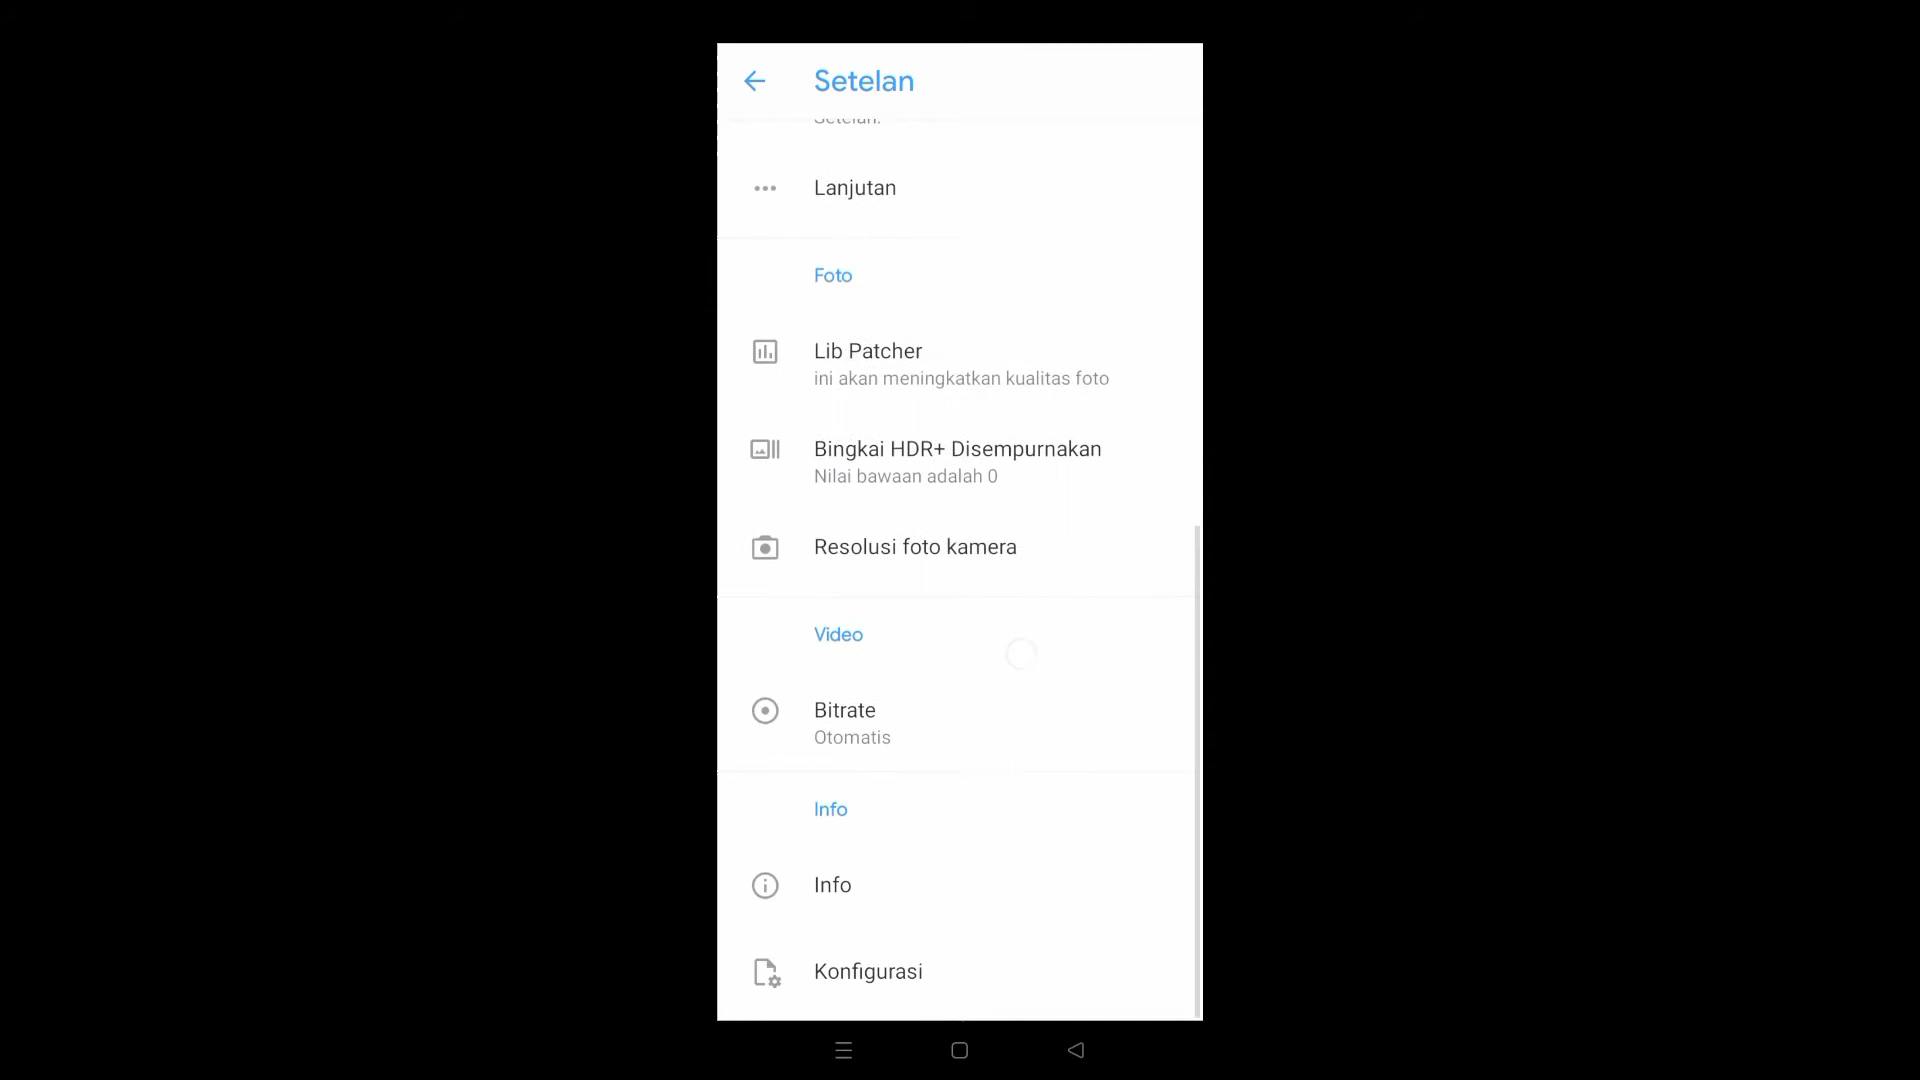 Setelan
Setelan.
Lanjutan
Foto
Lib Patcher
ini akan meningkatkan kualitas foto
Bingkai HDR+ Disempurnakan
Nilai bawaan adalah 0
Resolusi foto kamera
Video
Bitrate
Otomatis
Info
Info
Konfigurasi